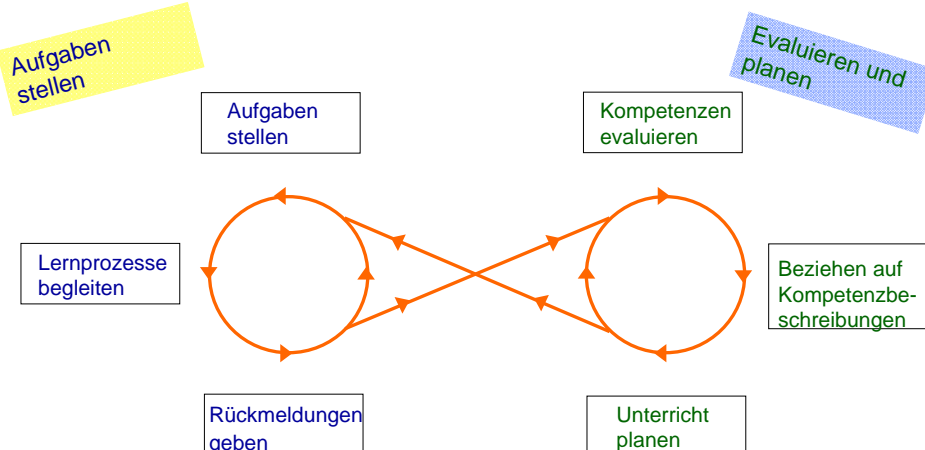 Aufgaben
stellen
Evaluieren und
planen
Aufgaben
stellen
Kompetenzen
evaluieren
Lernprozesse
begleiten
Beziehen auf
Kompetenzbe-
schreibungen
Rückmeldungen
geben
Unterricht
planen